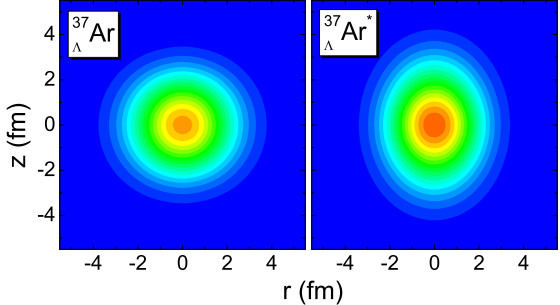 37
Λ Ar
37
Λ Ar*
z (fm)
4
2
0
-2
-4
-4 -2 0 2 4
-4 -2 0 2 4
r (fm)